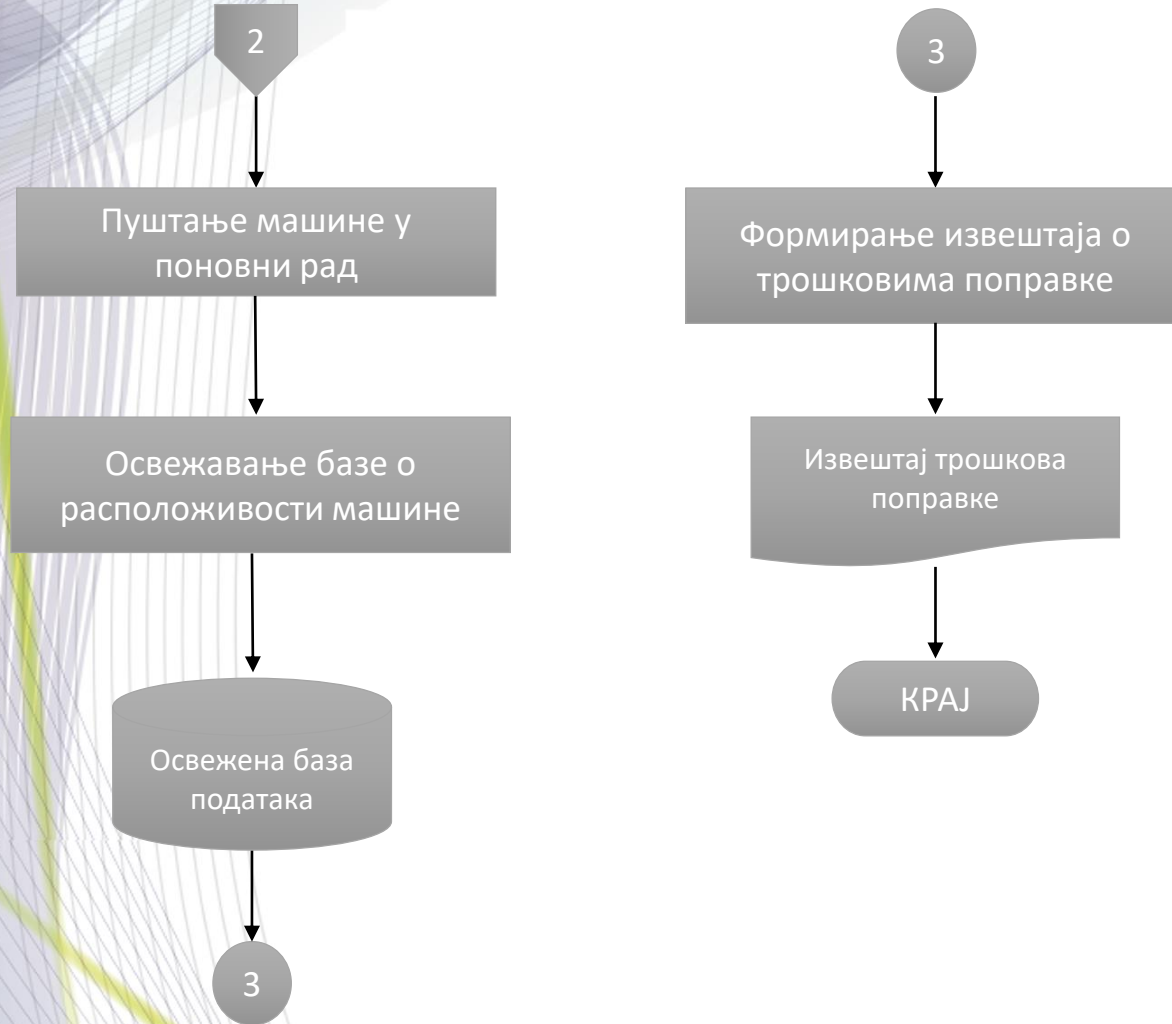 2
Пуштање машине у
поновни рад
Освежавање базе о
расположивости машине
Освежена база
података
3
3
Формирање извештаја о
трошковима поправке
Извештај трошкова
поправке
КРАЈ